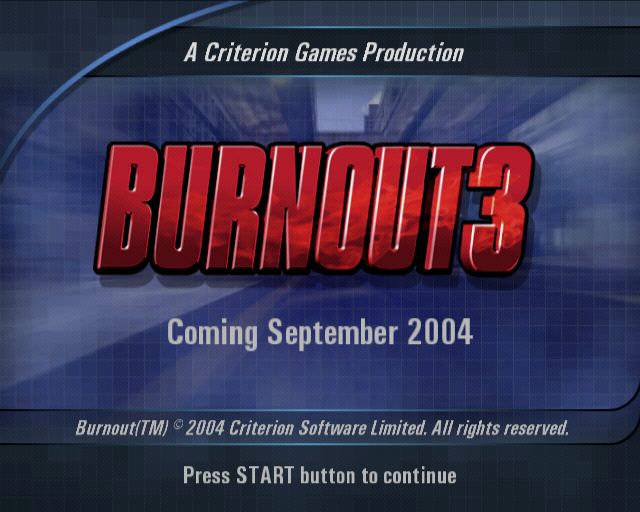 A Criterion Games Production
BURNOUT3
Coming September 2004
Burnout(TM) © 2004 Criterion Software Limited. All rights reserved.
Press START button to continue